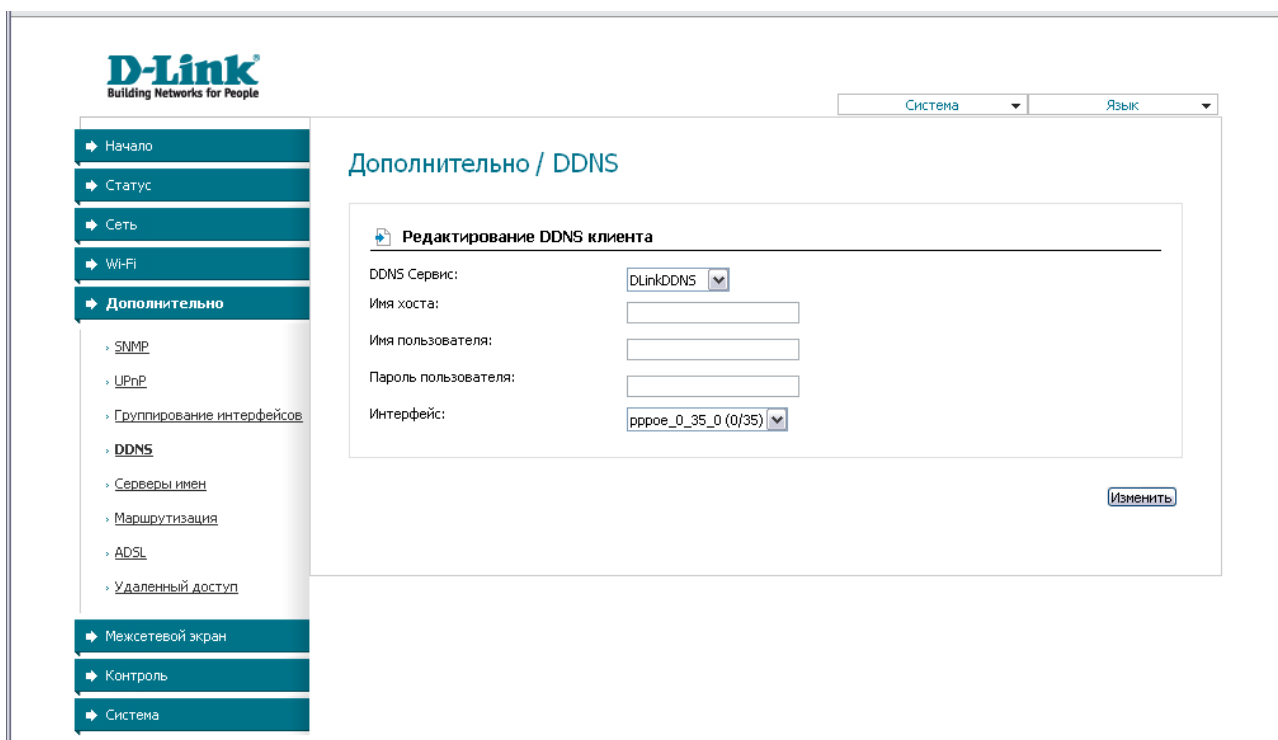 D-Link
Building Networks for People
Система
Язык
Начало
Статус
Сеть
Wi-Fi
Дополнительно
SNMP
UPnP
Группирование интерфейсов
DDNS
Серверы имен
Маршрутизация
ADSL
Удаленный доступ
Межсетевой экран
Контроль
Система
Дополнительно / DDNS
Редактирование DDNS клиента
DDNS Сервис:
DLinkDDNS
Имя хоста:
Имя пользователя:
Пароль пользователя:
Интерфейс:
pppoe_0_35_0 (0/35)
Изменить